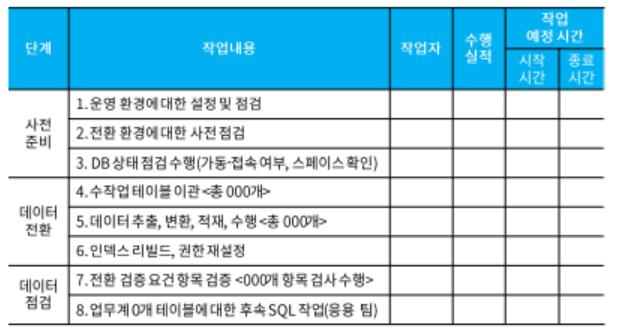 단계 작업내용 작업자 수행 실적 작업 예정 시간
시작 시간 종료 시간
사전 준비
1.운영 환경에 대한 설정 및 점검
2.전환 환경에 대한 사전 점검
3. DB 상태 점검 수행(가동·접속 여부, 스페이스 확인)
데이터 전환
4.수작업 테이블 이관 <총 000개>
5.데이터 추출, 변환, 적재, 수행 <총 000개>
6.인덱스 리빌드, 권한 재설정
데이터 점검
7.전환 검증 요건 항목 검증 <000개 항목 검사 수행>
8.업무계 0개 테이블에 대한 후속 SQL 작업(응용 팀)